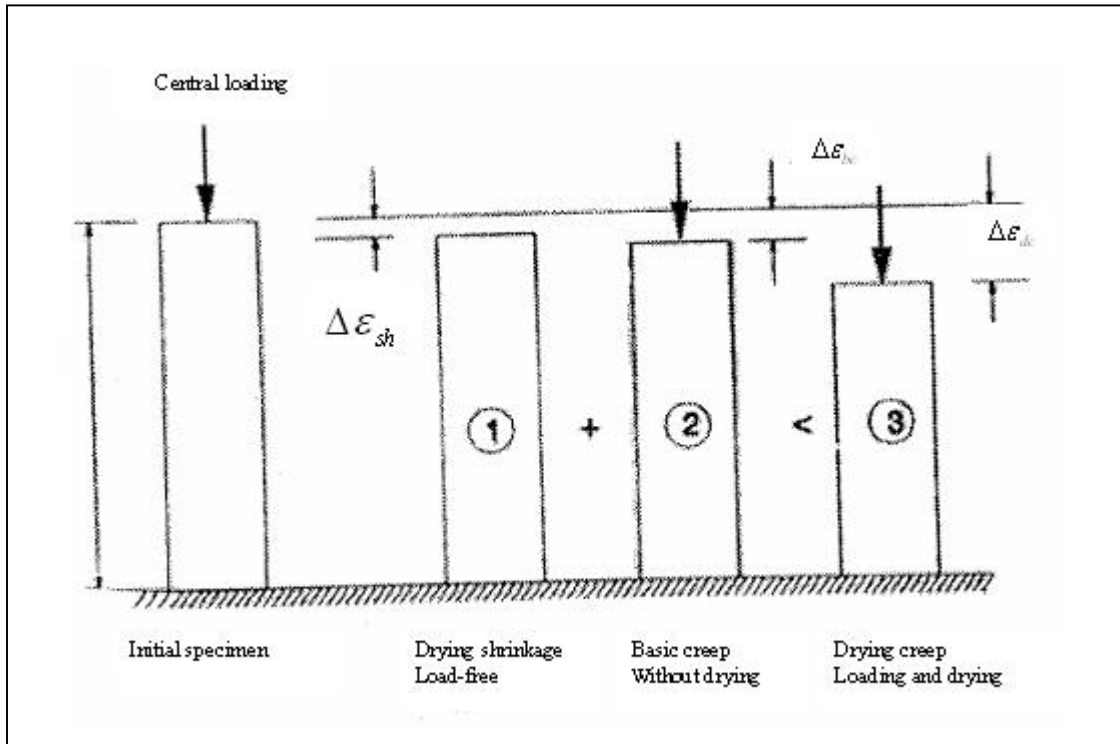 Central loading
Δε_bc
Δε_dc
Δε_sh
1 + 2 < 3
Initial specimen
Drying shrinkage
Load-free
Basic creep
Without drying
Drying creep
Loading and drying